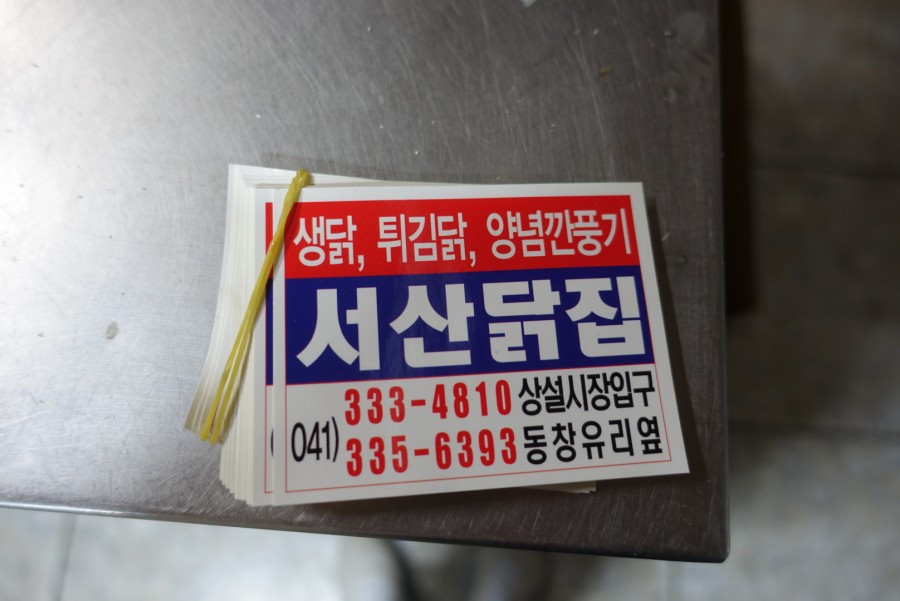 생닭, 튀김닭, 양념깐풍기
서산닭집
041) 333-4810 상설시장입구
335-6393 동창유리옆